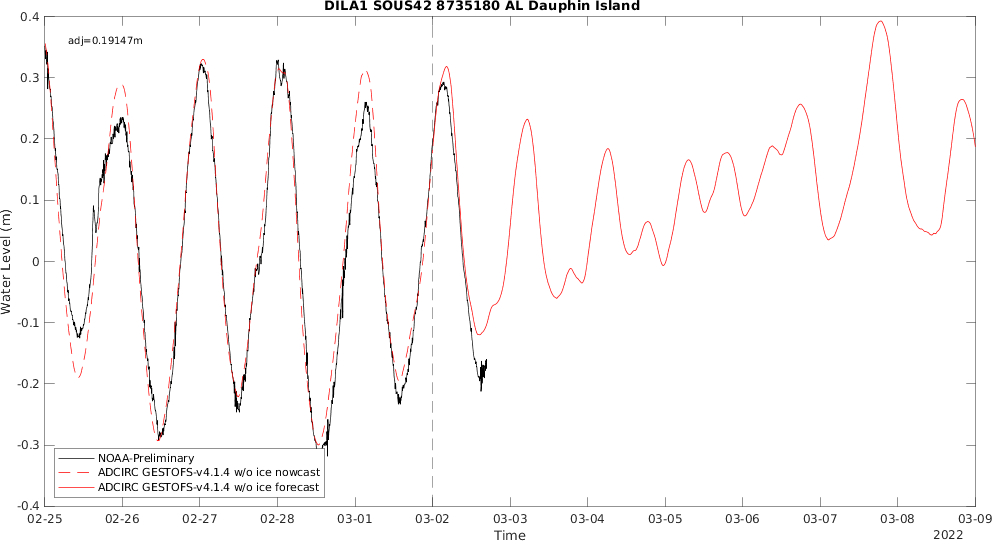 DILA1 SOUS42 8735180 AL Dauphin Island
adj=0.19147m
0.4
0.3
0.2
0.1
0
-0.1
-0.2
-0.3
-0.4
Water Level (m)
NOAA-Preliminary
ADCIRC GESTOFS-v4.1.4 w/o ice nowcast
ADCIRC GESTOFS-v4.1.4 w/o ice forecast
02-25 02-26 02-27 02-28 03-01 03-02 03-03 03-04 03-05 03-06 03-07 03-08 03-09
Time
2022